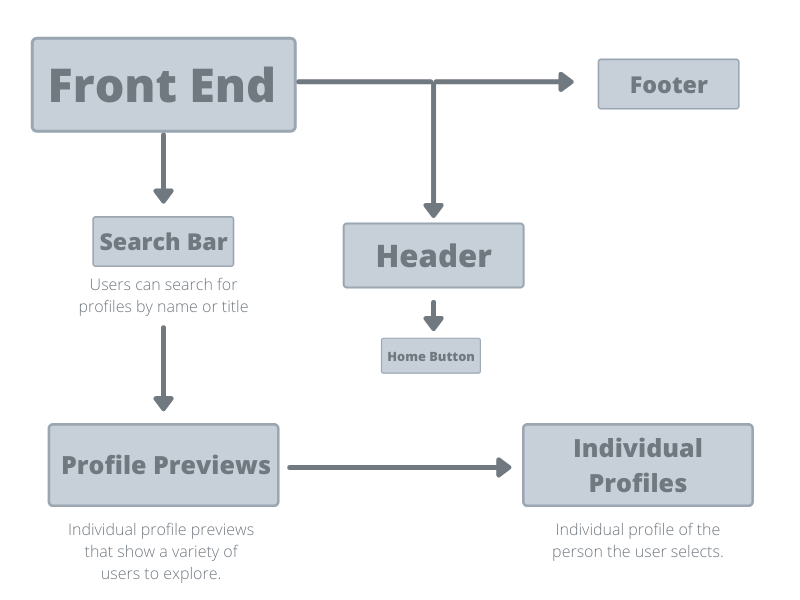 Front End
Footer
Search Bar
Users can search for
profiles by name or title
Header
Home Button
Profile Previews
Individual profile previews
that show a variety of
users to explore.
Individual
Profiles
Individual profile of the
person the user selects.